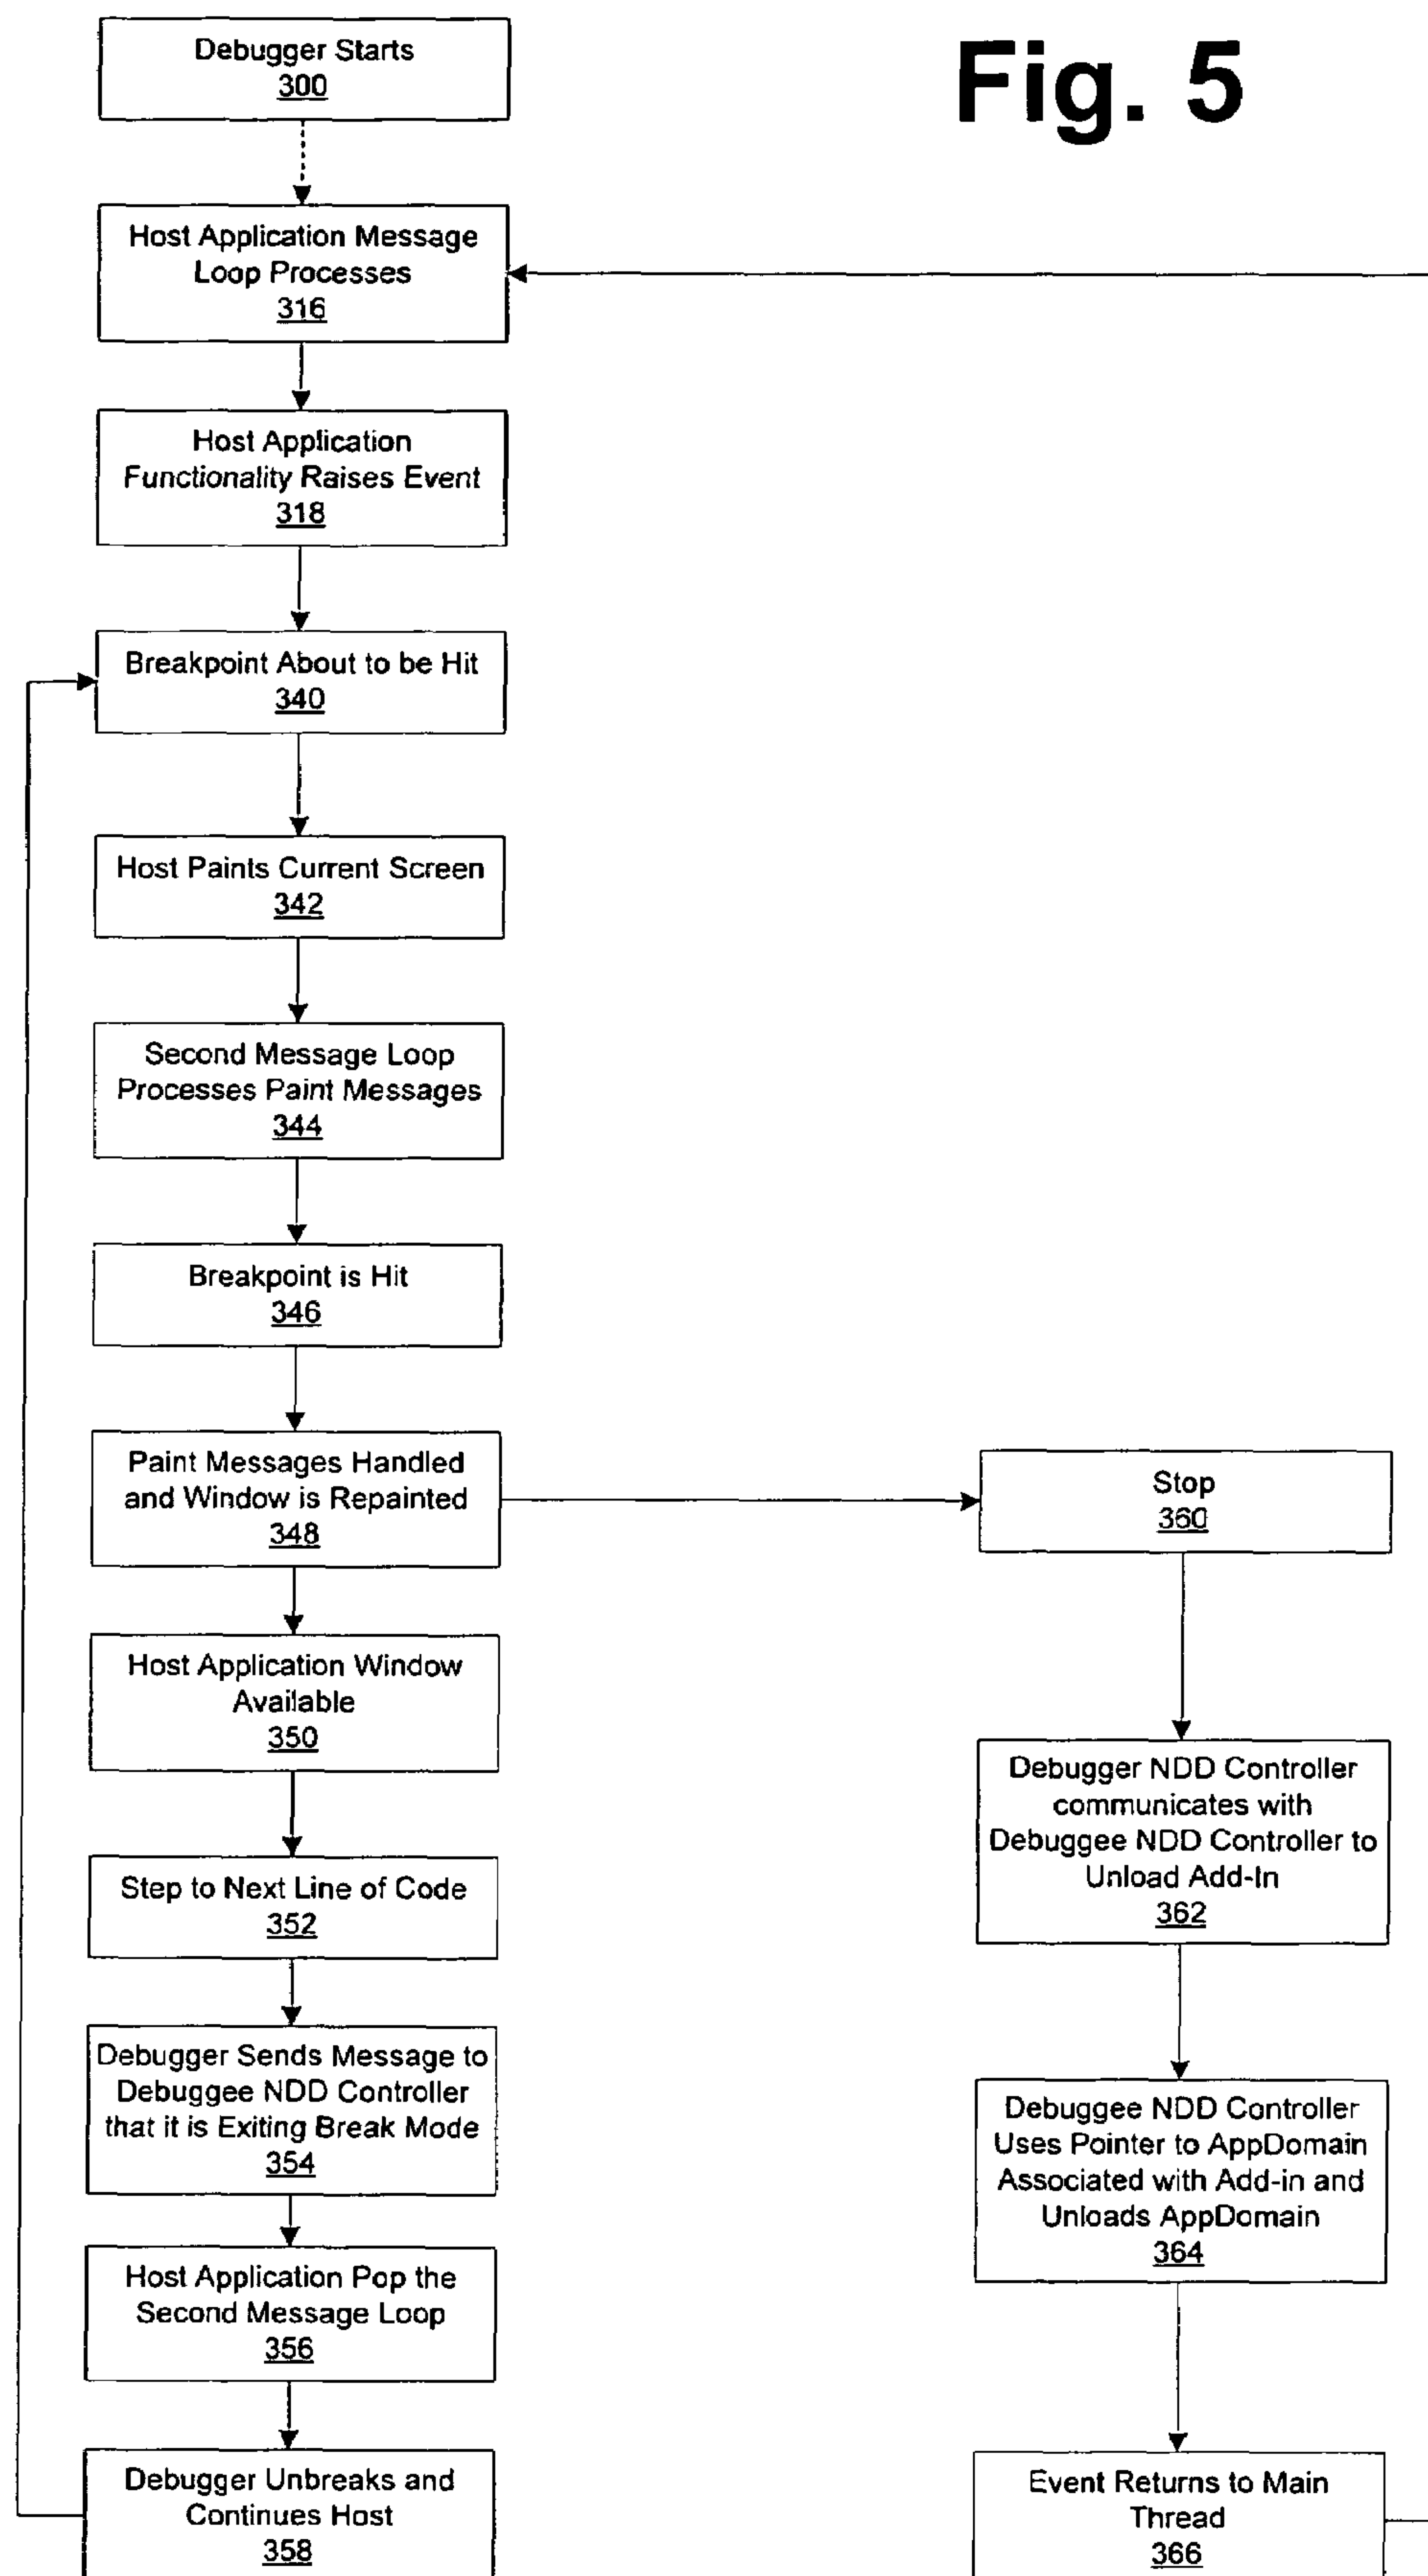 Fig. 5
Debugger Starts
300
Host Application Message
Loop Processes
316
Host Application
Functionality Raises Event
318
Breakpoint About to be Hit
340
Host Paints Current Screen
342
Second Message Loop
Processes Paint Messages
344
Breakpoint is Hit
346
Paint Messages Handled
and Window is Repainted
348
Host Application Window
Available
350
Step to Next Line of Code
352
Debugger Sends Message to
Debuggee NDD Controller
that it is Exiting Break Mode
354
Host Application Pop the
Second Message Loop
356
Debugger Unbreaks and
Continues Host
358
Stop
360
Debugger NDD Controller
communicates with
Debuggee NDD Controller to
Unload Add-In
362
Debuggee NDD Controller
Uses Pointer to AppDomain
Associated with Add-in and
Unloads AppDomain
364
Event Returns to Main
Thread
366